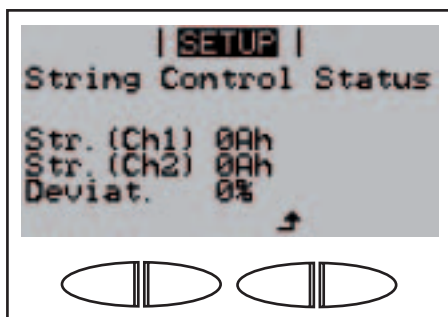 | SETUP |
String Control Status
Str.(Ch1) 0Ah
Str.(Ch2) 0Ah
Deviat. 0%